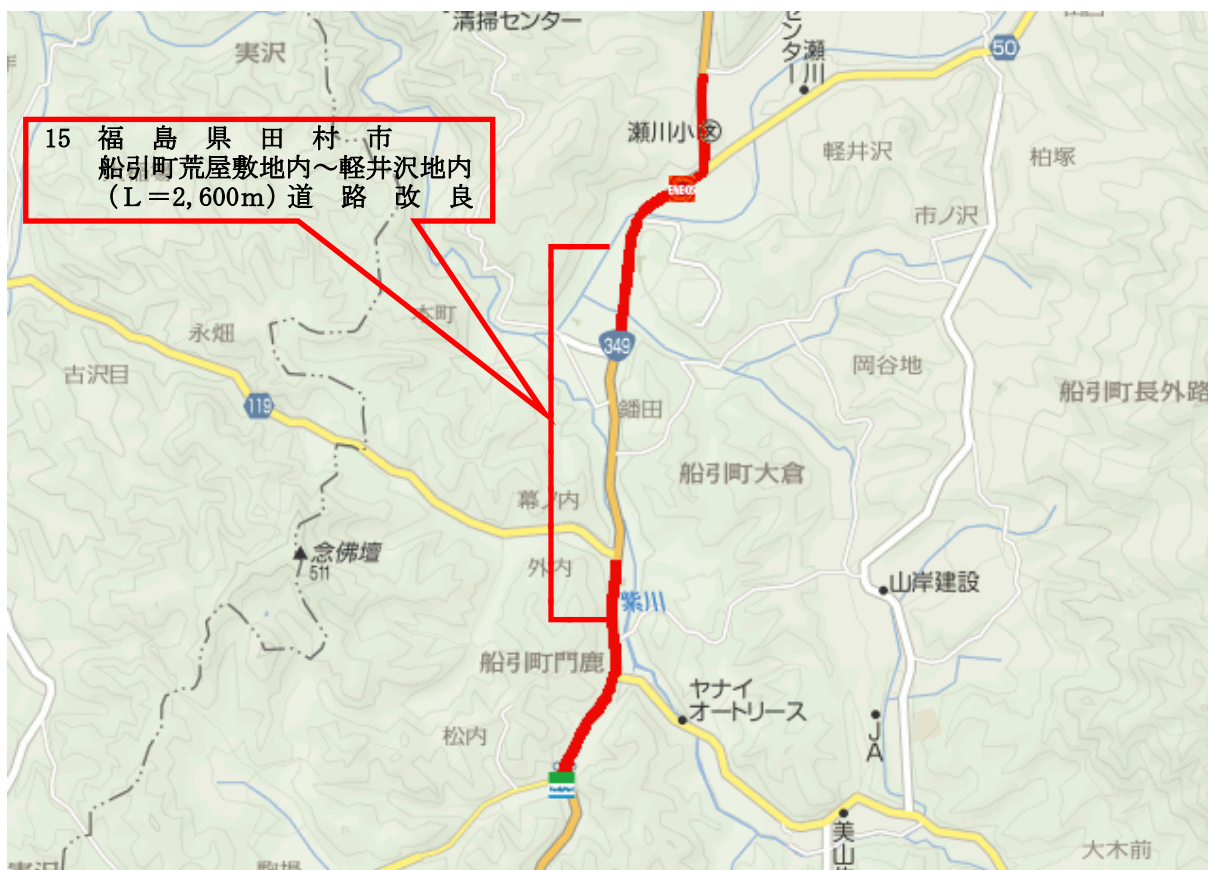 清掃センター
実沢
センター
瀬川
50
15 福島県田村市
船引町荒屋敷地内～軽井沢地内
(L=2,600m)道路改良
瀬川小
文
軽井沢
柏塚
ENEOS
市ノ沢
永畑
本町
349
古沢目
119
岡谷地
船引町長外路
鍿田
船引町大倉
幕ノ内
念佛壇
511
外内
紫川
山岸建設
船引町門鹿
ヤナイ
オートリース
松内
JA
FamilyMart
美山
大木前